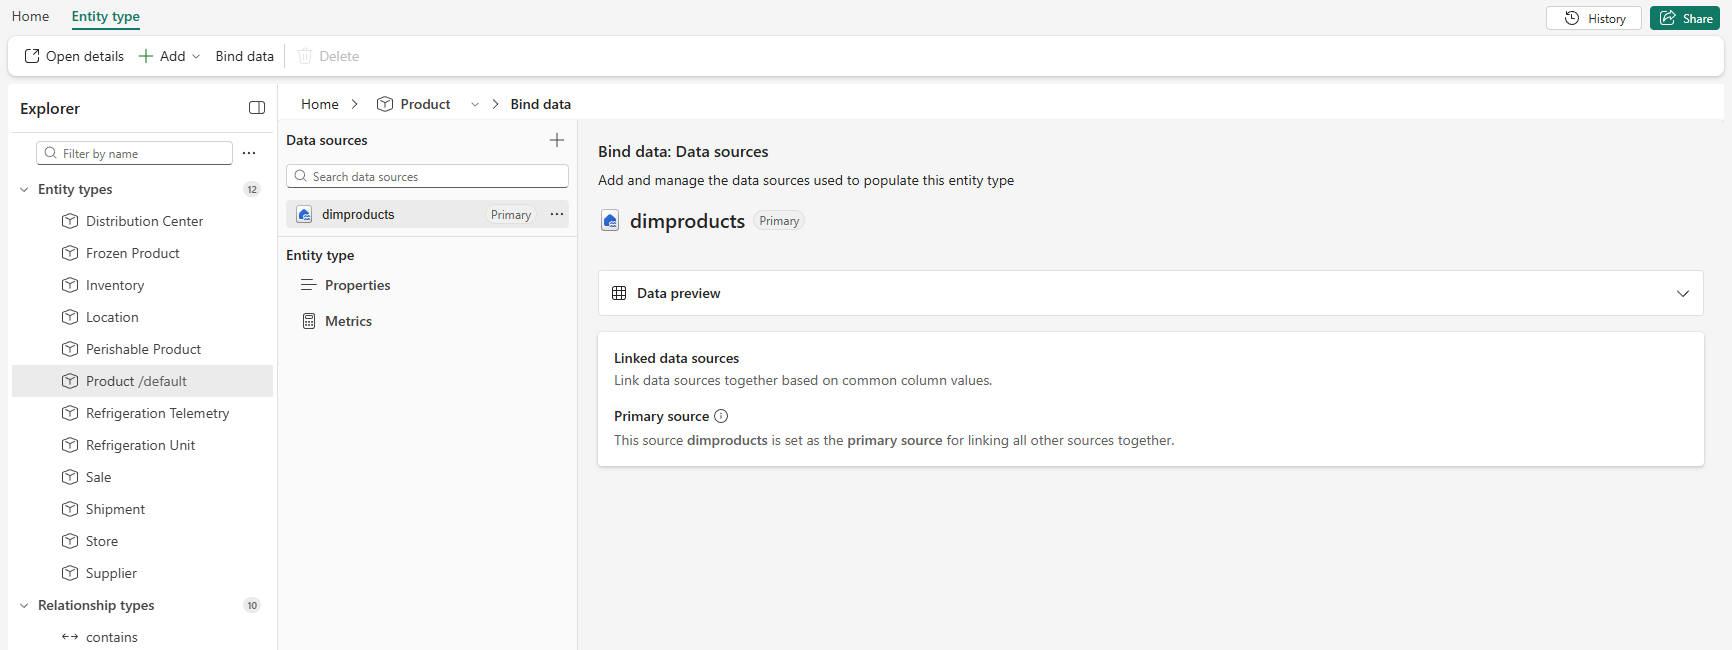 Home Entity type
History Share
Open details Add Bind data Delete
Explorer
Filter by name
Entity types 12
Distribution Center
Frozen Product
Inventory
Location
Perishable Product
Product /default
Refrigeration Telemetry
Refrigeration Unit
Sale
Shipment
Store
Supplier
Relationship types 10
contains
Home Product Bind data
Data sources
Search data sources
dimproducts Primary
Entity type
Properties
Metrics
Bind data: Data sources
Add and manage the data sources used to populate this entity type
dimproducts Primary
Data preview
Linked data sources
Link data sources together based on common column values.
Primary source
This source dimproducts is set as the primary source for linking all other sources together.